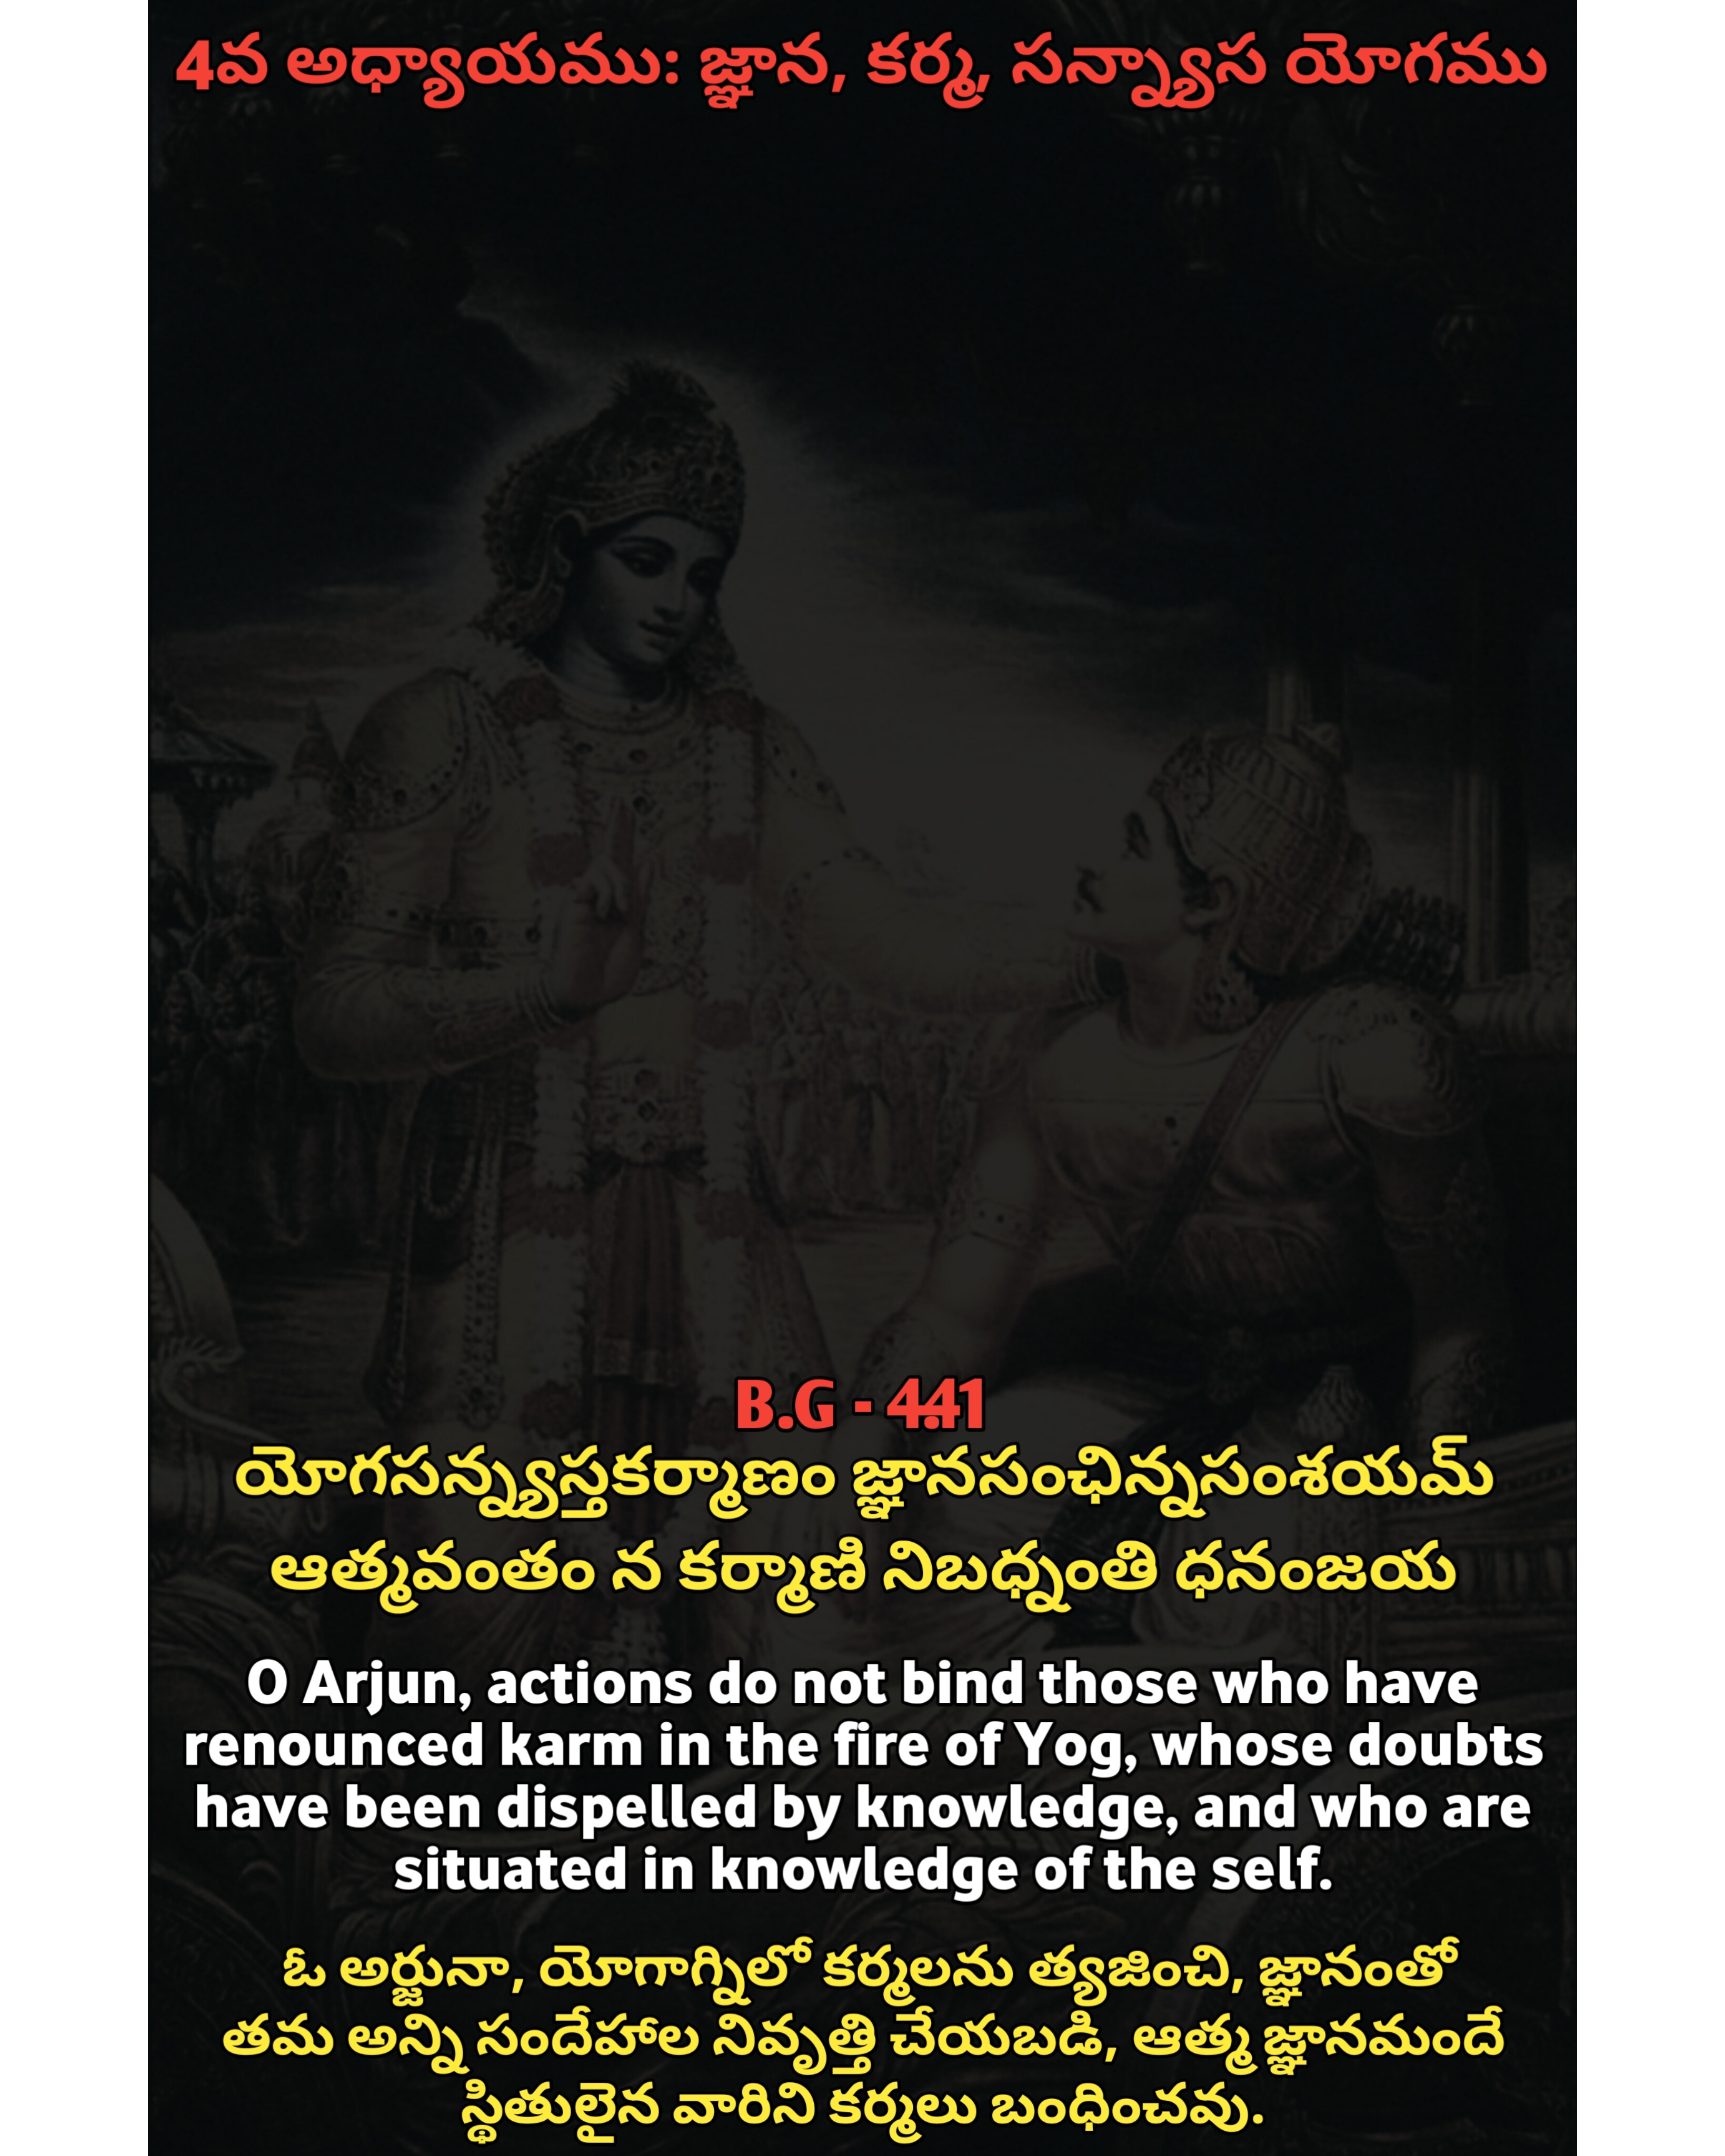 4వ అధ్యాయము: జ్ఞాన, కర్మ, సన్న్యాస యోగము
B.G - 4.41
యోగసన్న్యస్తకర్మాణం జ్ఞానసంఛిన్నసంశయమ్
ఆత్మవంతం న కర్మాణి నిబధ్నంతి ధనంజయ
O Arjun, actions do not bind those who have
renounced karm in the fire of Yog, whose doubts
have been dispelled by knowledge, and who are
situated in knowledge of the self.
ఓ అర్జునా, యోగాగ్నిలో కర్మలను త్యజించి, జ్ఞానంతో
తమ అన్ని సందేహాల నివృత్తి చేయబడి, ఆత్మ జ్ఞానమందే
స్థితులైన వారిని కర్మలు బంధించవు.